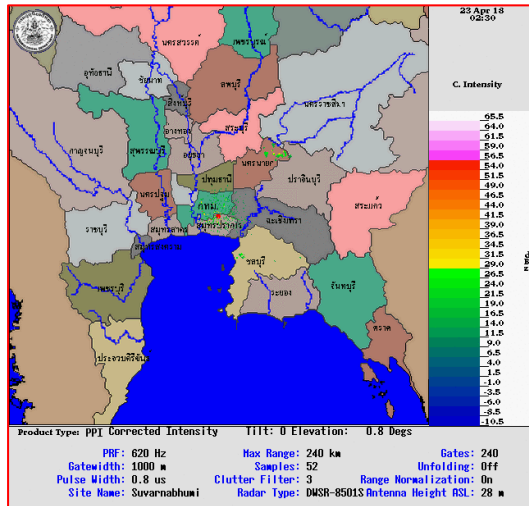 23 Apr 18
02:30
C. Intensity
65.5
64.0
59.0
56.5
54.0
51.5
49.0
46.5
44.0
41.5
39.0
36.5
34.0
31.5
29.0
26.5
24.0
21.5
19.0
16.5
14.0
11.5
9.0
6.5
4.0
1.5
-1.0
-3.5
-6.0
-8.0
-10.5
นครสวรรค์
เพชรบูรณ์
อุทัยธานี
ชัยนาท
ลพบุรี
สิงห์บุรี
นครราชสีมา
อ่างทอง
สระบุรี
กาญจนบุรี
สุพรรณบุรี
อยุธยา
นครนายก
ปราจีนบุรี
ปทุมธานี
นครปฐม
กทม.
สระแก้ว
ฉะเชิงเทรา
ราชบุรี
สมุทรสาคร
สมุทรปราการ
สมุทรสงคราม
ชลบุรี
เพชรบุรี
ระยอง
จันทบุรี
ตราด
ประจวบคีรีขันธ์
Product Type: PPI Corrected Intensity Tilt: 0 Elevation: 0.8 Degs
PRF: 620 Hz Max Range: 240 km Gates: 240
Gatewidth: 1000 m Samples: 52 Unfolding: Off
Pulse Width: 0.8 us Clutter Filter: 3 Range Normalization: On
Site Name: Suvarnabhumi Radar Type: DWSR-8501S Antenna Height ASL: 28 m